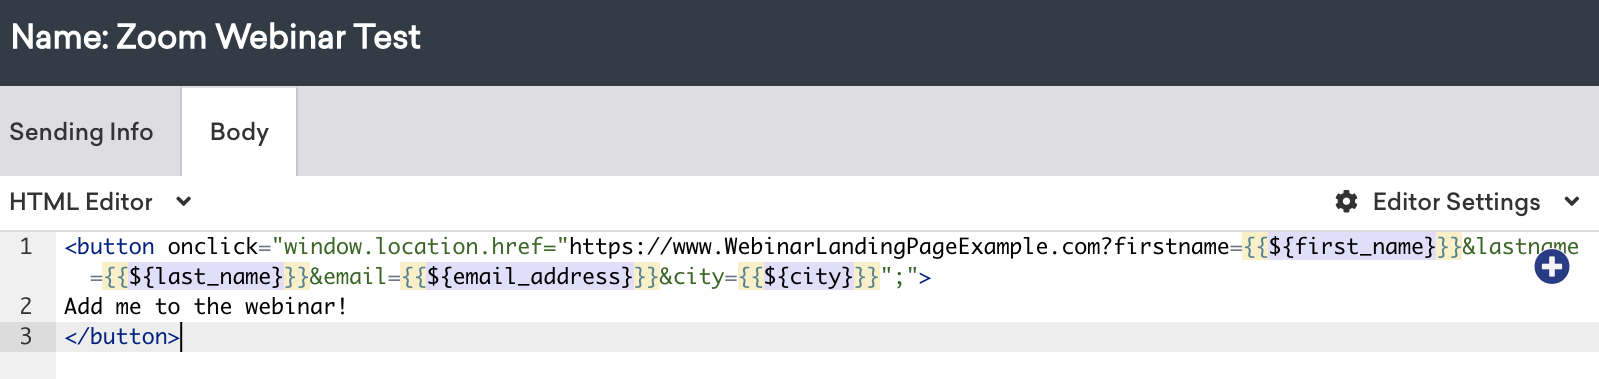 Name: Zoom Webinar Test
Sending Info Body
HTML Editor Editor Settings
1 <button onclick="window.location.href="https://www.WebinarLandingPageExample.com?firstname={{${first_name}}}&lastname
={{${last_name}}}&email={{${email_address}}}&city={{${city}}}";">
2 Add me to the webinar!
3 </button>